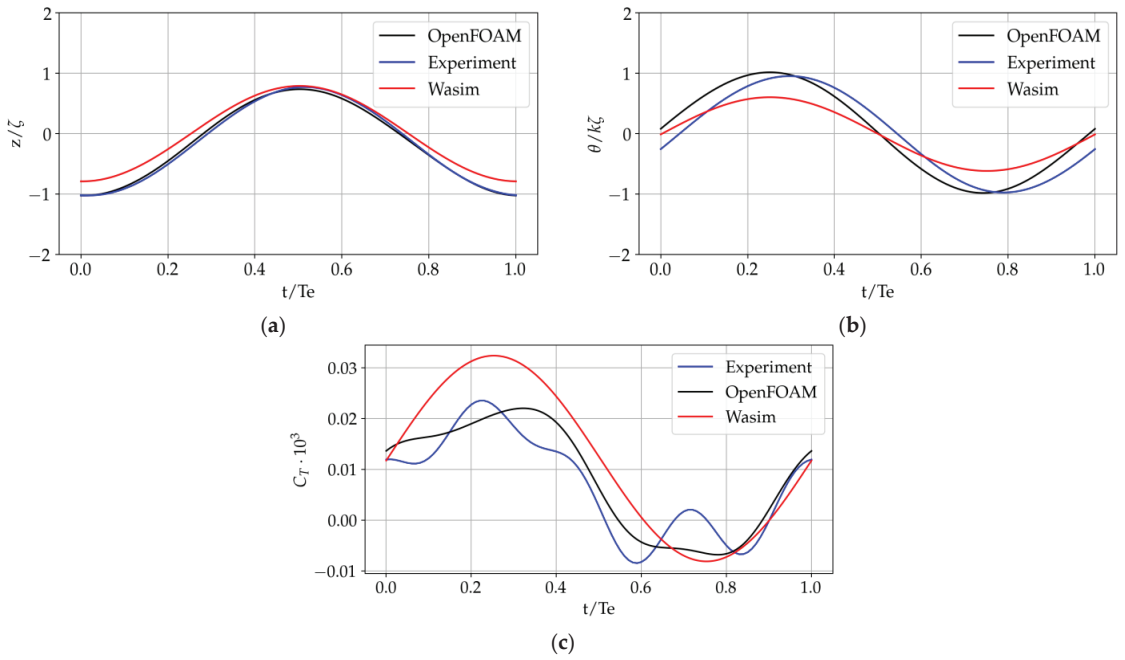 2
1
0
−1
−2
z/ζ
0.0 0.2 0.4 0.6 0.8 1.0
t/Te
OpenFOAM
Experiment
Wasim
(a)
2
1
0
−1
−2
θ/kζ
0.0 0.2 0.4 0.6 0.8 1.0
t/Te
OpenFOAM
Experiment
Wasim
(b)
0.03
0.02
0.01
0.00
−0.01
C_T · 10³
0.0 0.2 0.4 0.6 0.8 1.0
t/Te
Experiment
OpenFOAM
Wasim
(c)